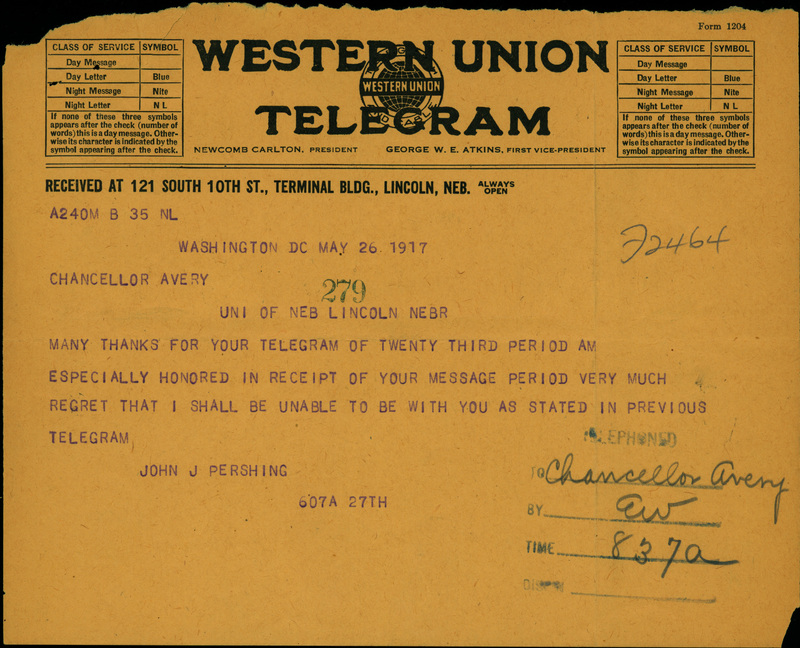 Form 1204
CLASS OF SERVICE SYMBOL
Day Message
Day Letter Blue
Night Message Nite
Night Letter N L
If none of these three symbols
appears after the check (number of
words) this is a day message. Other-
wise its character is indicated by the
symbol appearing after the check.
WESTERN UNION
WESTERN UNION
TELEGRAM
NEWCOMB CARLTON, PRESIDENT GEORGE W. E. ATKINS, FIRST VICE-PRESIDENT
CLASS OF SERVICE SYMBOL
Day Message
Day Letter Blue
Night Message Nite
Night Letter N L
If none of these three symbols
appears after the check (number of
words) this is a day message. Other-
wise its character is indicated by the
symbol appearing after the check.
RECEIVED AT 121 SOUTH 10TH ST., TERMINAL BLDG., LINCOLN, NEB. ALWAYS OPEN
A240M B 35 NL
WASHINGTON DC MAY 26 1917
72464
CHANCELLOR AVERY
279
UNI OF NEB LINCOLN NEBR
MANY THANKS FOR YOUR TELEGRAM OF TWENTY THIRD PERIOD AM
ESPECIALLY HONORED IN RECEIPT OF YOUR MESSAGE PERIOD VERY MUCH
REGRET THAT I SHALL BE UNABLE TO BE WITH YOU AS STATED IN PREVIOUS
TELEGRAM
JOHN J PERSHING
607A 27TH
TELEPHONED
TO Chancellor Avery
BY EW
TIME 837a